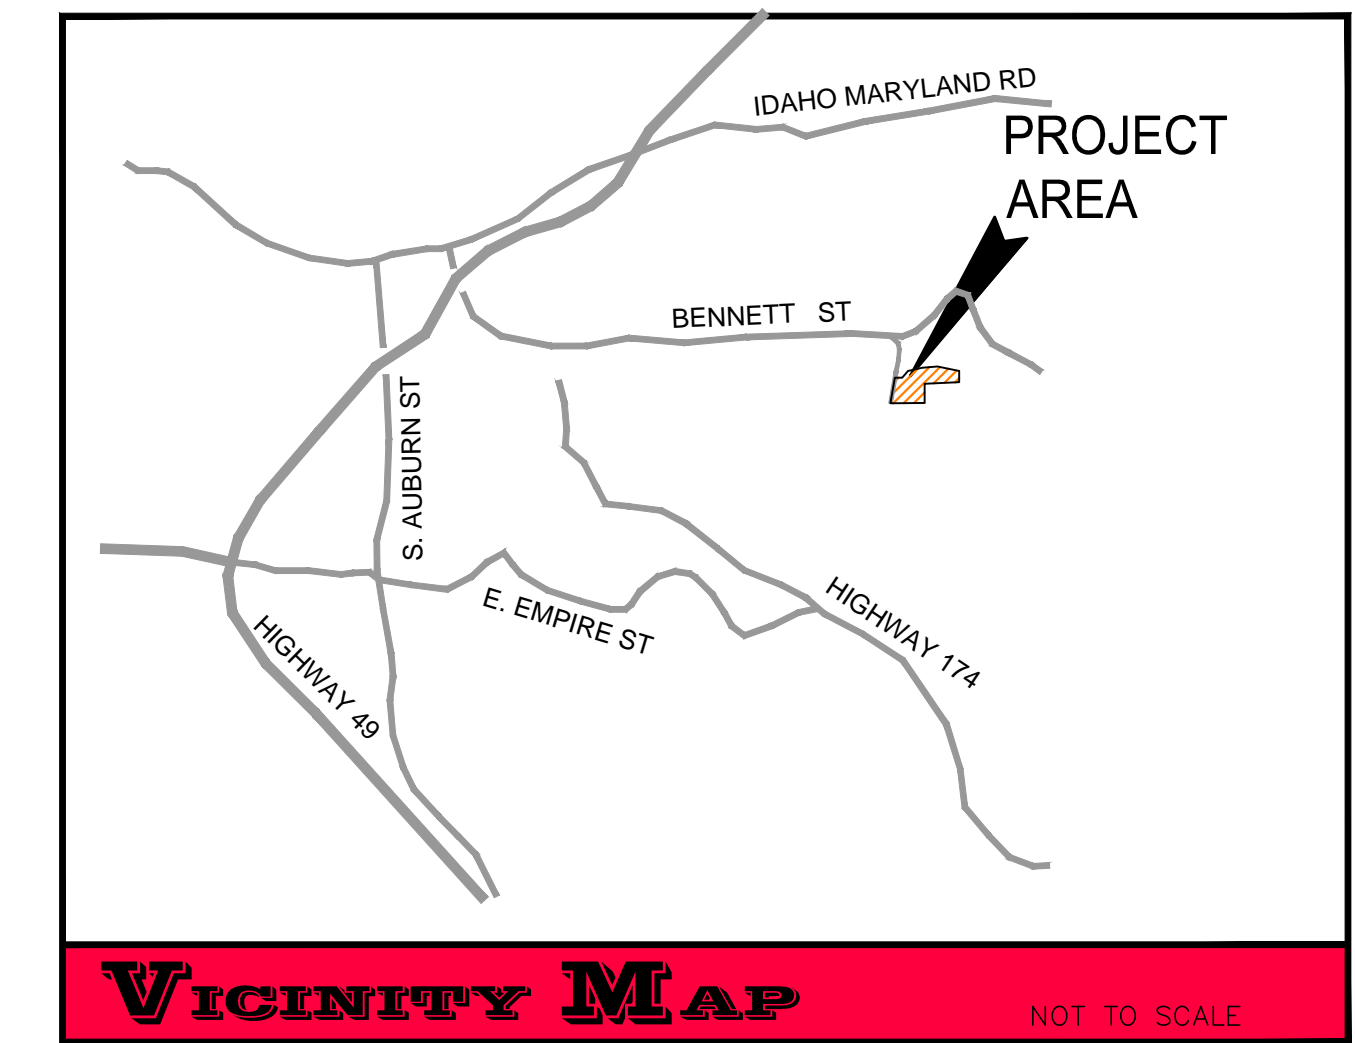 IDAHO MARYLAND RD
PROJECT
AREA
BENNETT ST
S. AUBURN ST
E. EMPIRE ST
HIGHWAY 174
HIGHWAY 49
VICINITY MAP
NOT TO SCALE